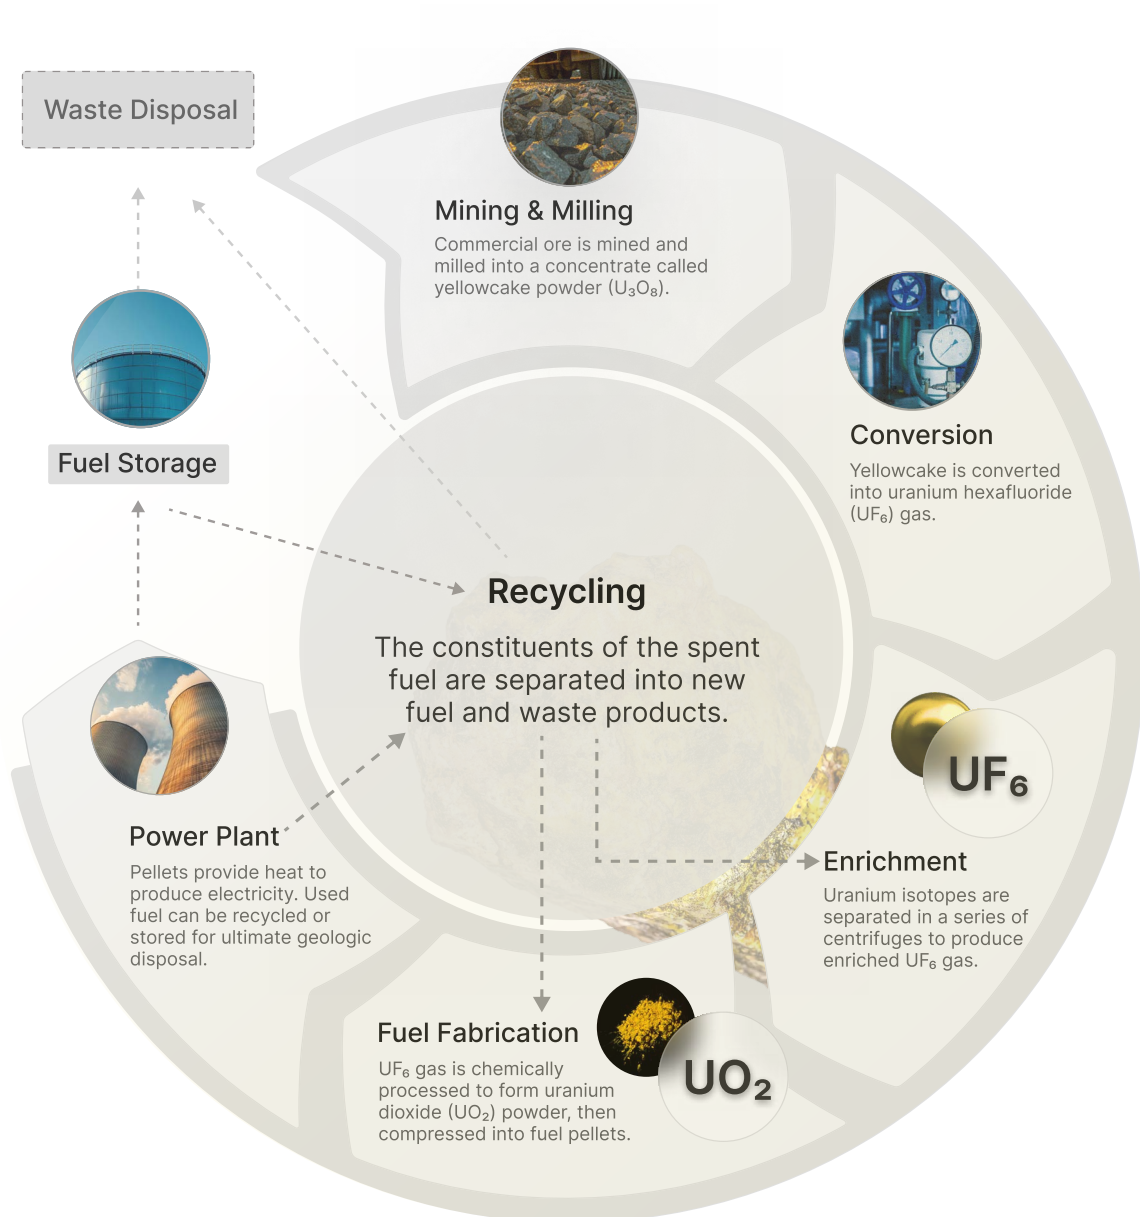 Waste Disposal
Mining & Milling
Commercial ore is mined and
milled into a concentrate called
yellowcake powder (U₃O₈).
Conversion
Yellowcake is converted
into uranium hexafluoride
(UF₆) gas.
Fuel Storage
Recycling
The constituents of the spent
fuel are separated into new
fuel and waste products.
UF₆
Enrichment
Uranium isotopes are
separated in a series of
centrifuges to produce
enriched UF₆ gas.
Power Plant
Pellets provide heat to
produce electricity. Used
fuel can be recycled or
stored for ultimate geologic
disposal.
Fuel Fabrication
UF₆ gas is chemically
processed to form uranium
dioxide (UO₂) powder, then
compressed into fuel pellets.
UO₂